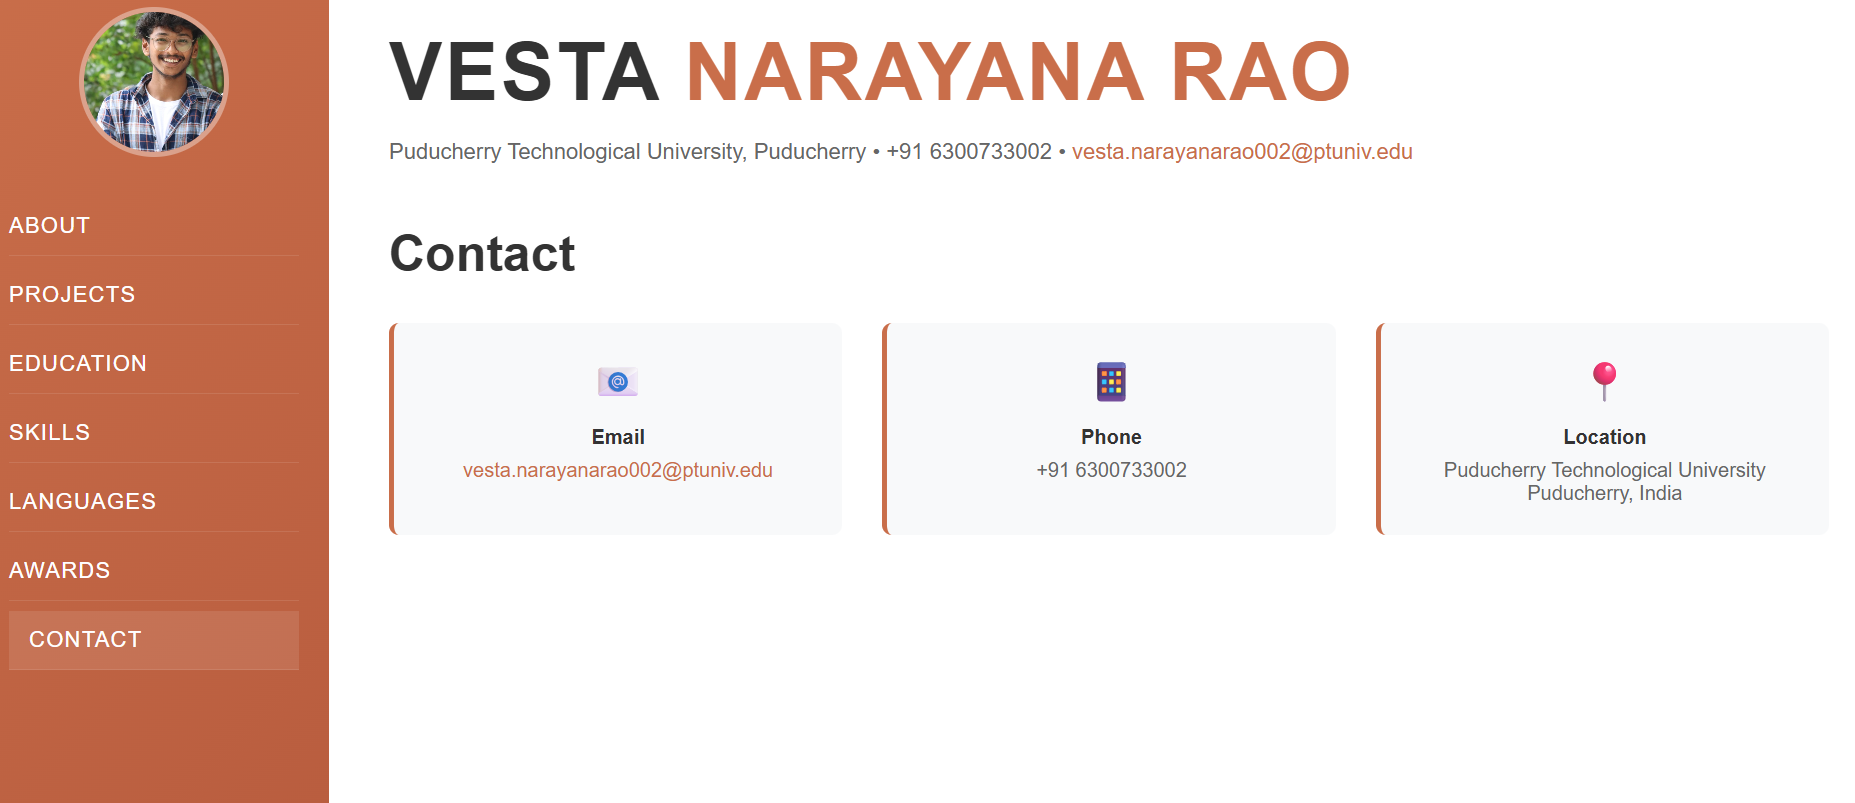 ABOUT
PROJECTS
EDUCATION
SKILLS
LANGUAGES
AWARDS
CONTACT
VESTA NARAYANA RAO
Puducherry Technological University, Puducherry • +91 6300733002 • vesta.narayanarao002@ptuniv.edu
Contact
Email
vesta.narayanarao002@ptuniv.edu
Phone
+91 6300733002
Location
Puducherry Technological University
Puducherry, India